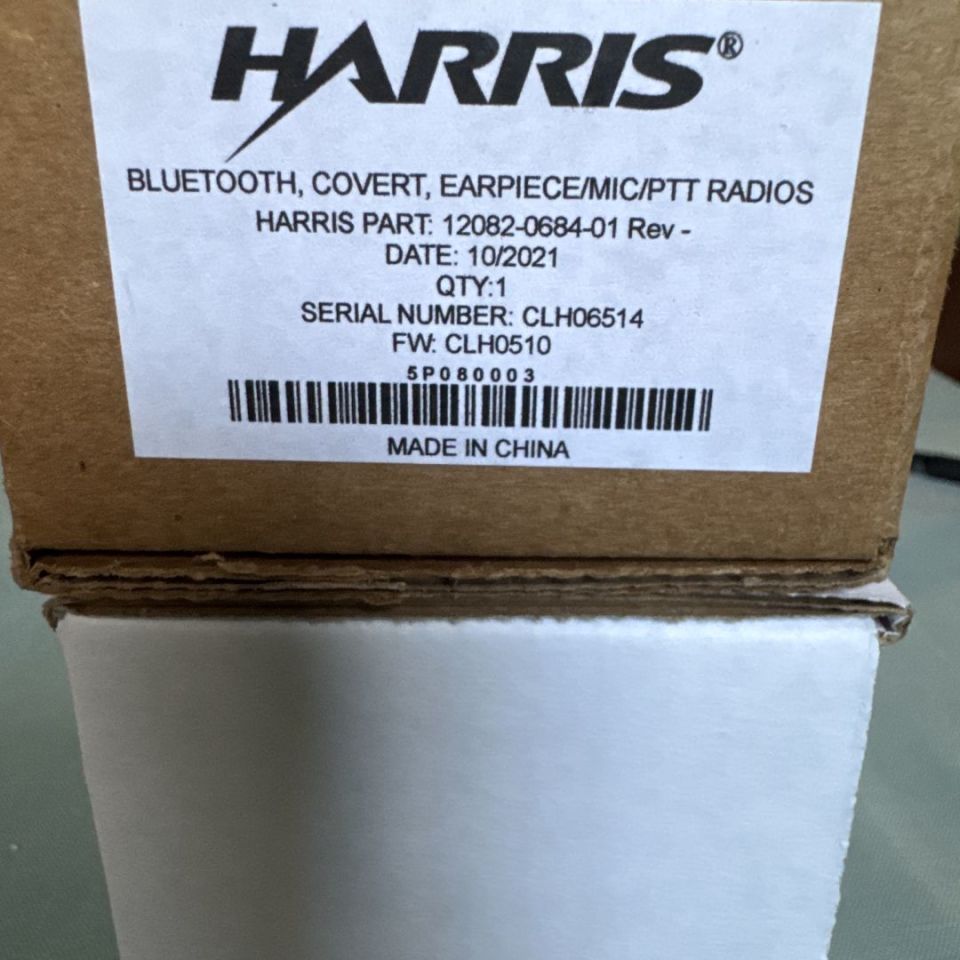 HARRIS®
BLUETOOTH, COVERT, EARPIECE/MIC/PTT RADIOS
HARRIS PART: 12082-0684-01 Rev -
DATE: 10/2021
QTY:1
SERIAL NUMBER: CLH06514
FW: CLH0510
5P080003
MADE IN CHINA